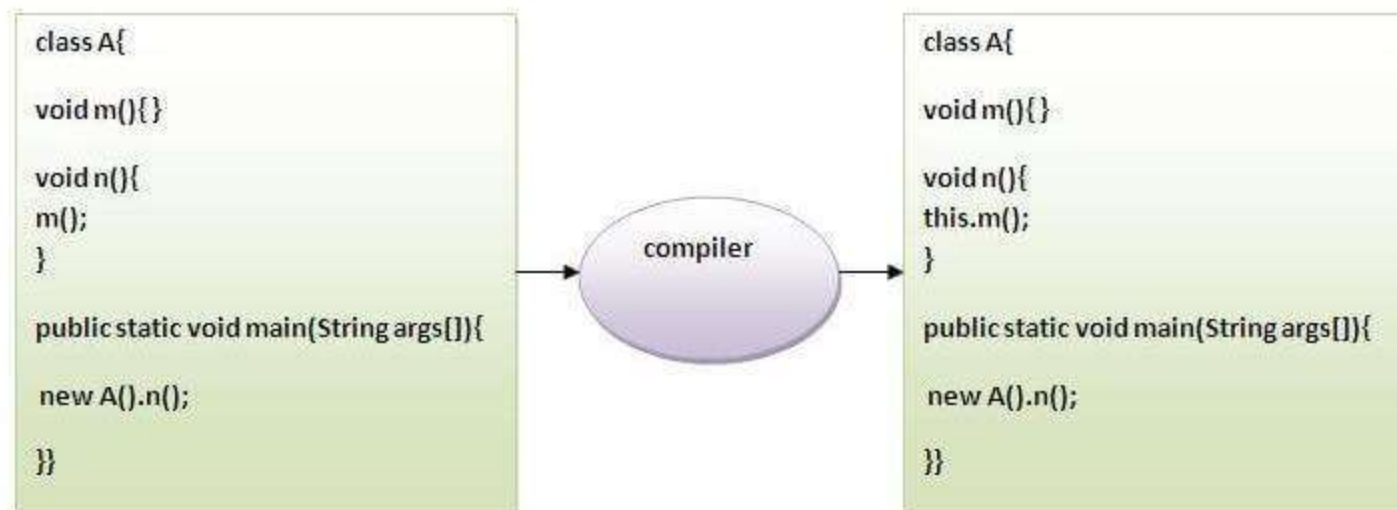 class A{
void m(){ }
void n(){
m();
}
public static void main(String args[]){
new A().n();
}}
compiler
class A{
void m(){ }
void n(){
this.m();
}
public static void main(String args[]){
new A().n();
}}